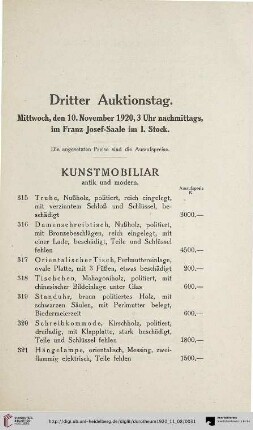 Dritter Auktionstag.
Mittwoch, den 10. November 1920, 3 Uhr nachmittags,
im Franz Josef-Saale im 1. Stock.
Die angesetzten Preise sind die Ausrufspreise.
KUNSTMOBILIAR
antik und modern.
K
315 Truhe, Nußholz, politiert, reich eingelegt,
mit verziertem Schloß und Schlüssel, be-
schädigt 3000.—
316 Damenschreibtisch, Nußholz, politiert,
mit Bronzebeschlägen, reich eingelegt, mit
einer Lade, beschädigt, Teile und Schlüssel
fehlen 4500.—
317 Orientalischer Tisch, Perlmuttereinlage,
ovale Platte, mit 3 Füßen, etwas beschädigt 200.—
318 Tischchen, Mahagoniholz, politiert, mit
chinesischer Bildeinlage unter Glas 600.—
319 Standuhr, braun politiertes Holz, mit
schwarzen Säulen, mit Perlmutter belegt,
Biedermeierzeit 600.—
320 Schreibkommode, Kirschholz, politiert,
dreiladig, mit Klapplatte, stark beschädigt,
Teile und Schlüssel fehlen 1800.—
321 Hängelampe, orientalisch, Messing, zwei-
flammig elektrisch, Teile fehlen 1500.—